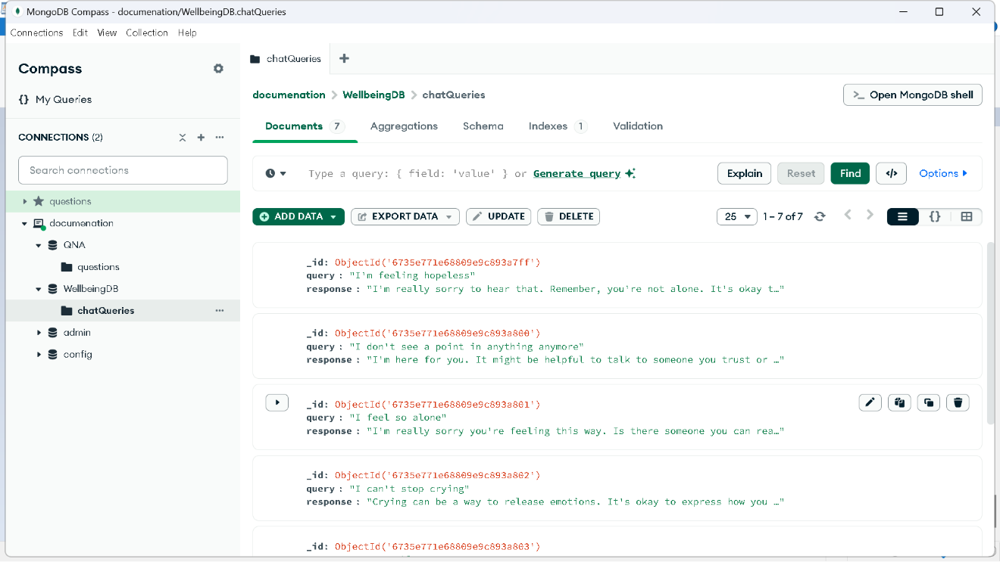 MongoDB Compass - documenation/WellbeingDB.chatQueries
Connections Edit View Collection Help
Compass
{} My Queries
CONNECTIONS (2)
Search connections
questions
documenation
QNA
questions
WellbeingDB
chatQueries
admin
config
chatQueries
documenation > WellbeingDB > chatQueries
>_ Open MongoDB shell
Documents 7 Aggregations Schema Indexes 1 Validation
Type a query: { field: 'value' } or Generate query
Explain Reset Find </> Options
ADD DATA EXPORT DATA UPDATE DELETE
25 1 – 7 of 7 {}
_id: ObjectId('6735e771e68809e9c893a7ff')
query : "I'm feeling hopeless"
response : "I'm really sorry to hear that. Remember, you're not alone. It's okay t…"
_id: ObjectId('6735e771e68809e9c893a800')
query : "I don't see a point in anything anymore"
response : "I'm here for you. It might be helpful to talk to someone you trust or …"
_id: ObjectId('6735e771e68809e9c893a801')
query : "I feel so alone"
response : "I'm really sorry you're feeling this way. Is there someone you can rea…"
_id: ObjectId('6735e771e68809e9c893a802')
query : "I can't stop crying"
response : "Crying can be a way to release emotions. It's okay to express how you …"
_id: ObjectId('6735e771e68809e9c893a803')